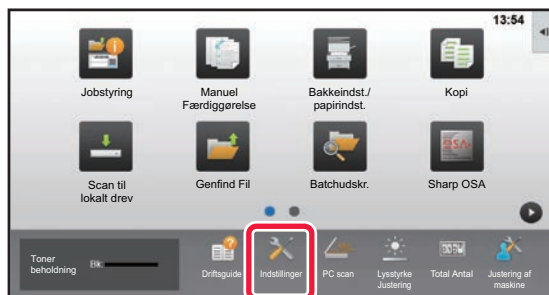 13:54
Jobstyring
Manuel
Færdiggørelse
Bakkeindst./
papirindst.
Kopi
Scan til
lokalt drev
Genfind Fil
Batchudskr.
Sharp OSA
Toner
beholdning
Bk:
Driftsguide
Indstillinger
PC scan
Lysstyrke
Justering
Total Antal
Justering af
maskine